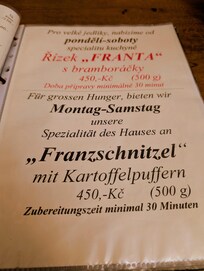 Pro velké jedlíky, nabízíme od
pondělí-soboty
specialitu kuchyně
Řízek „FRANTA"
s bramboráčky
450,-Kč (500 g)
Doba přípravy minimálně 30 minut
Für grossen Hunger, bieten wir
Montag-Samstag
unsere
Spezialität des Hauses an
„Franzschnitzel“
mit Kartoffelpuffern
450,-Kč (500 g)
Zubereitungszeit minimal 30 Minuten